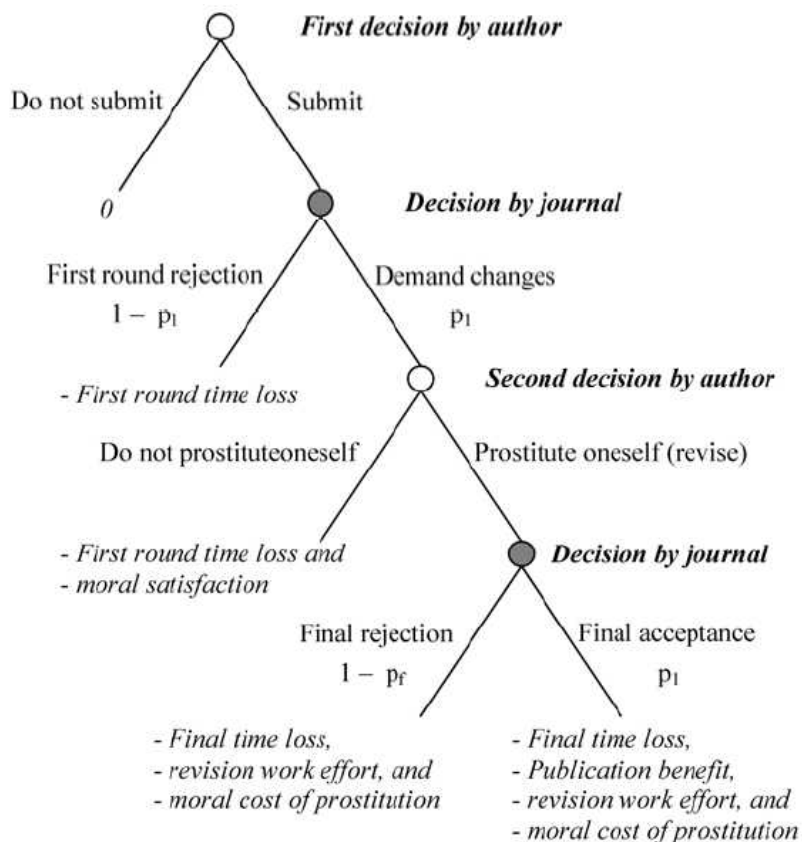 First decision by author
Do not submit
Submit
0
Decision by journal
First round rejection
1 – p1
Demand changes
p1
- First round time loss
Second decision by author
Do not prostituteoneself
Prostitute oneself (revise)
- First round time loss and
- moral satisfaction
Decision by journal
Final rejection
1 – pf
Final acceptance
p1
- Final time loss,
- revision work effort, and
- moral cost of prostitution
- Final time loss,
- Publication benefit,
- revision work effort, and
- moral cost of prostitution